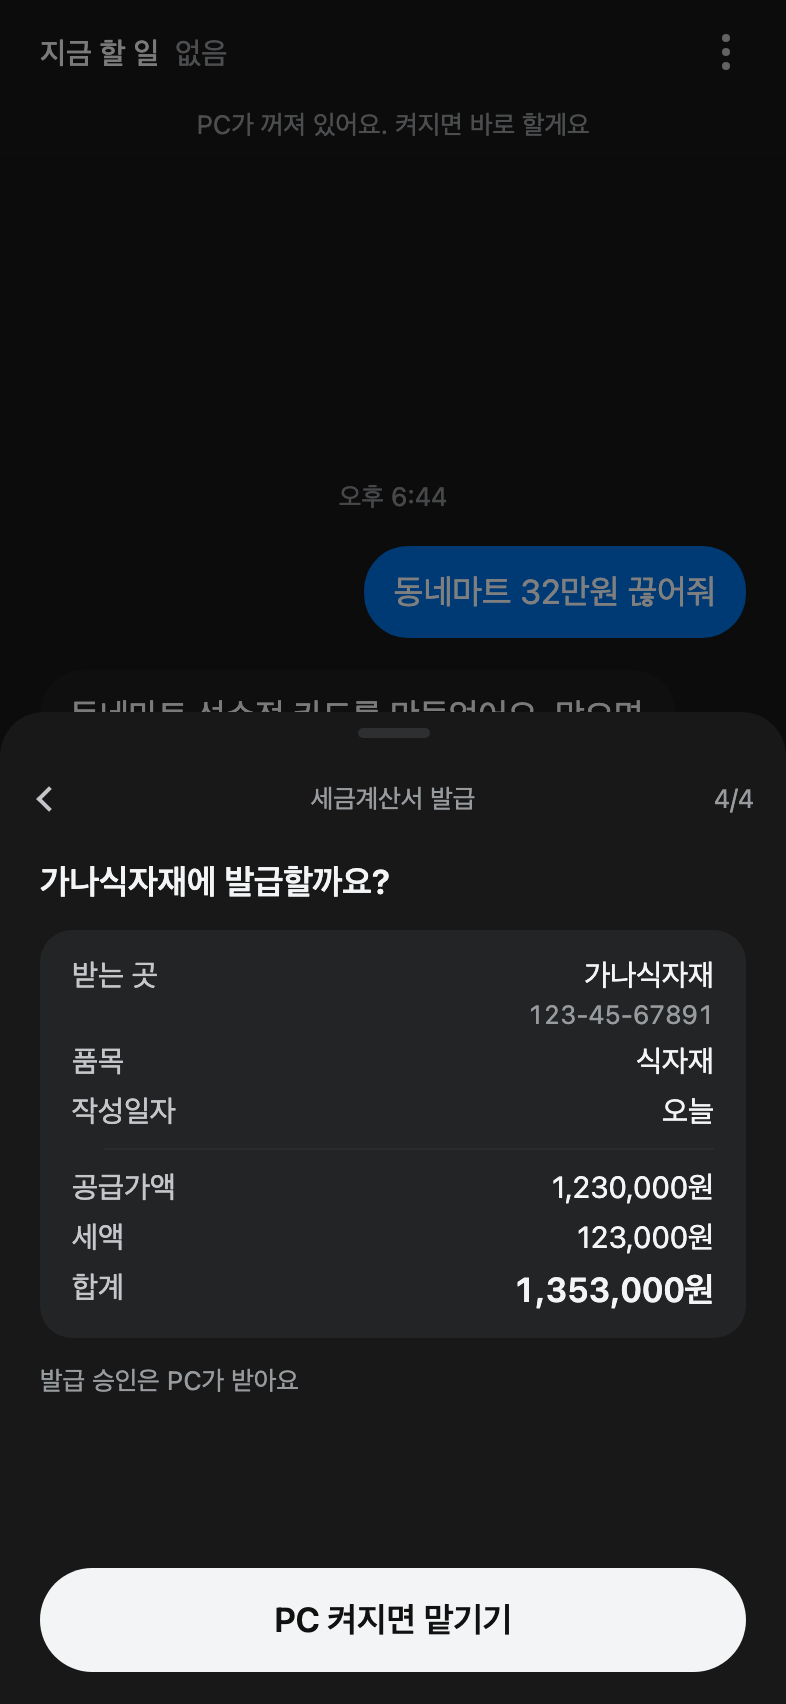 지금 할 일 없음
PC가 꺼져 있어요. 켜지면 바로 할게요
오후 6:44
동네마트 32만원 끊어줘
세금계산서 발급
4/4
가나식자재에 발급할까요?
받는 곳 가나식자재
123-45-67891
품목 식자재
작성일자 오늘
공급가액 1,230,000원
세액 123,000원
합계 1,353,000원
발급 승인은 PC가 받아요
PC 켜지면 맡기기